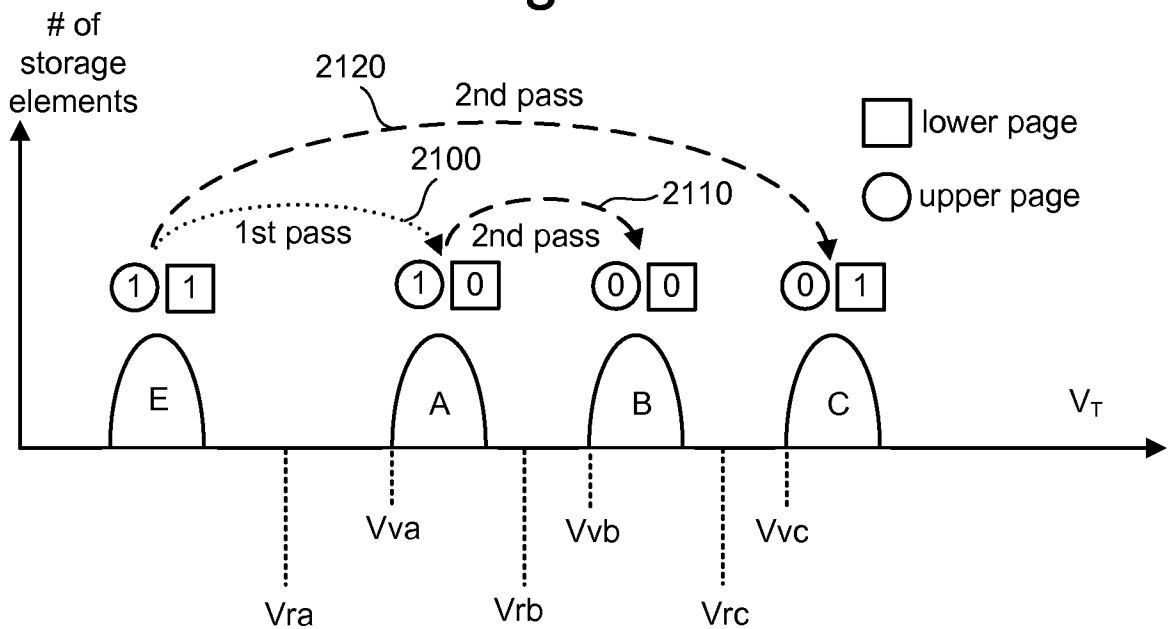 g
# of
storage
elements
2120
2nd pass
lower page
2100
2110
upper page
1st pass
2nd pass
1 1
1 0
0 0
0 1
E
A
B
C
VT
Vva
Vvb
Vvc
Vra
Vrb
Vrc